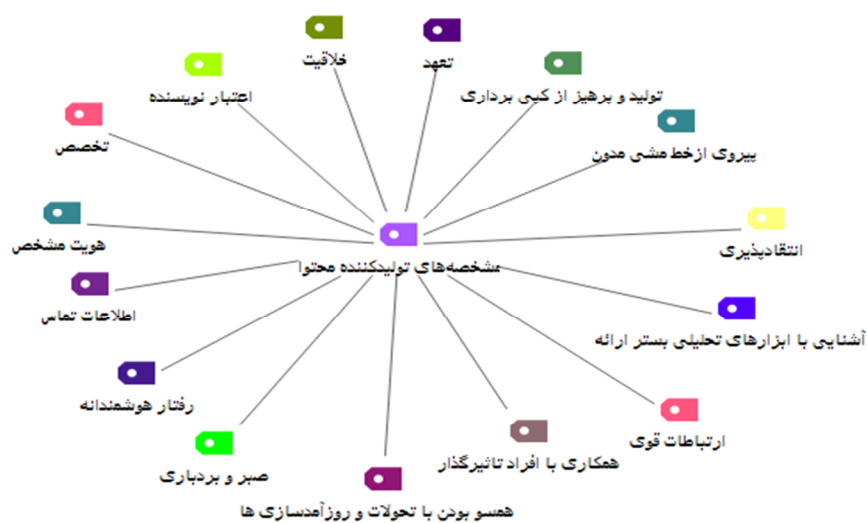 تعهد
خلاقیت
تولید و پرهیز از کپی برداری
اعتبار نویسنده
پیروی ازخط مشی مدون
تخصص
انتقادپذیری
هویت مشخص
مشخصه‌های تولیدکننده محتوا
اطلاعات تماس
آشنایی با ابزارهای تحلیلی بستر ارائه
رفتار هوشمندانه
ارتباطات قوی
همکاری با افراد تاثیرگذار
صبر و بردباری
همسو بودن با تحولات و روزآمدسازی ها